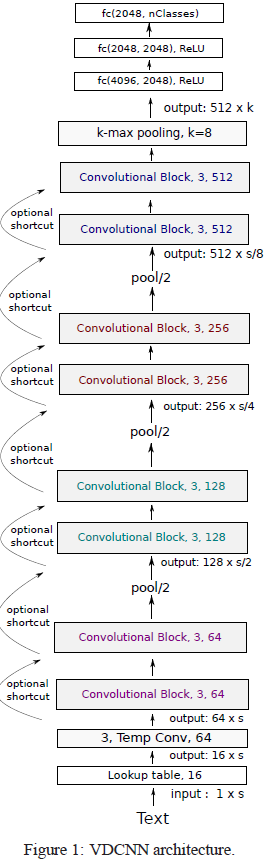 fc(2048, nClasses)
fc(2048, 2048), ReLU
fc(4096, 2048), ReLU
output: 512 x k
k-max pooling, k=8
Convolutional Block, 3, 512
optional
shortcut
Convolutional Block, 3, 512
output: 512 x s/8
pool/2
optional
shortcut
Convolutional Block, 3, 256
optional
shortcut
Convolutional Block, 3, 256
output: 256 x s/4
pool/2
optional
shortcut
Convolutional Block, 3, 128
optional
shortcut
Convolutional Block, 3, 128
output: 128 x s/2
pool/2
optional
shortcut
Convolutional Block, 3, 64
optional
shortcut
Convolutional Block, 3, 64
output: 64 x s
3, Temp Conv, 64
output: 16 x s
Lookup table, 16
input : 1 x s
Text
Figure 1: VDCNN architecture.